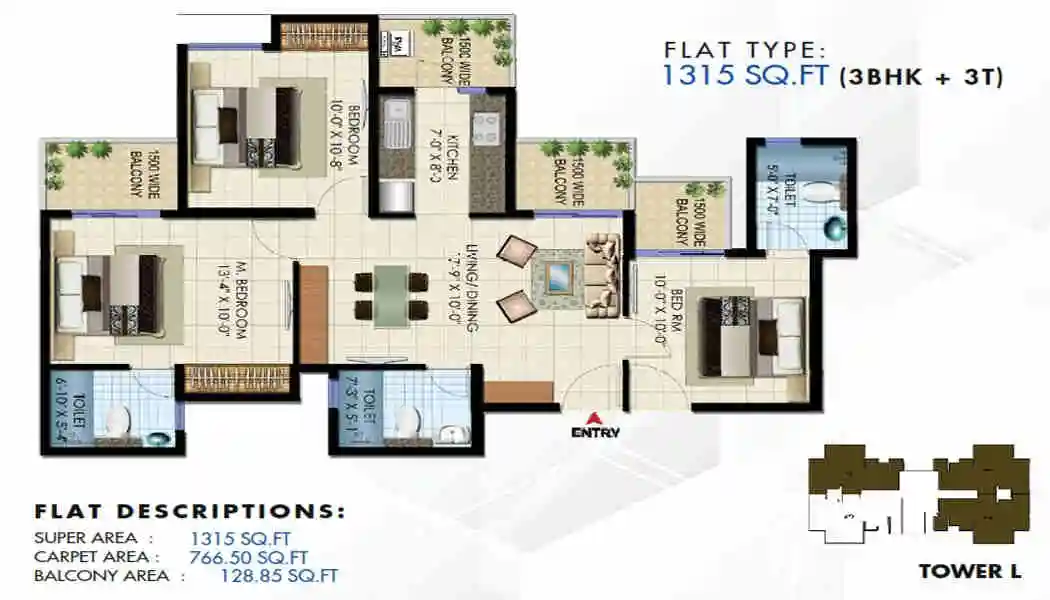 FLAT TYPE:
1315 SQ.FT (3BHK + 3T)
1500 WIDE
BALCONY
BEDROOM
10'-0" X 10'-8"
KITCHEN
7'-0" X 8'-0
1500 WIDE
BALCONY
1500 WIDE
BALCONY
1500 WIDE
BALCONY
TOILET
5'-0" X 7'-0"
M. BEDROOM
13'-4" X 10'-0"
LIVING/ DINING
17'-9" X 10'-0"
BED RM
10'-0" X 10'-0"
TOILET
6'-10" X 5'-4"
TOILET
7'-3" X 5'-1"
ENTRY
FLAT DESCRIPTIONS:
SUPER AREA : 1315 SQ.FT
CARPET AREA : 766.50 SQ.FT
BALCONY AREA : 128.85 SQ.FT
TOWER L